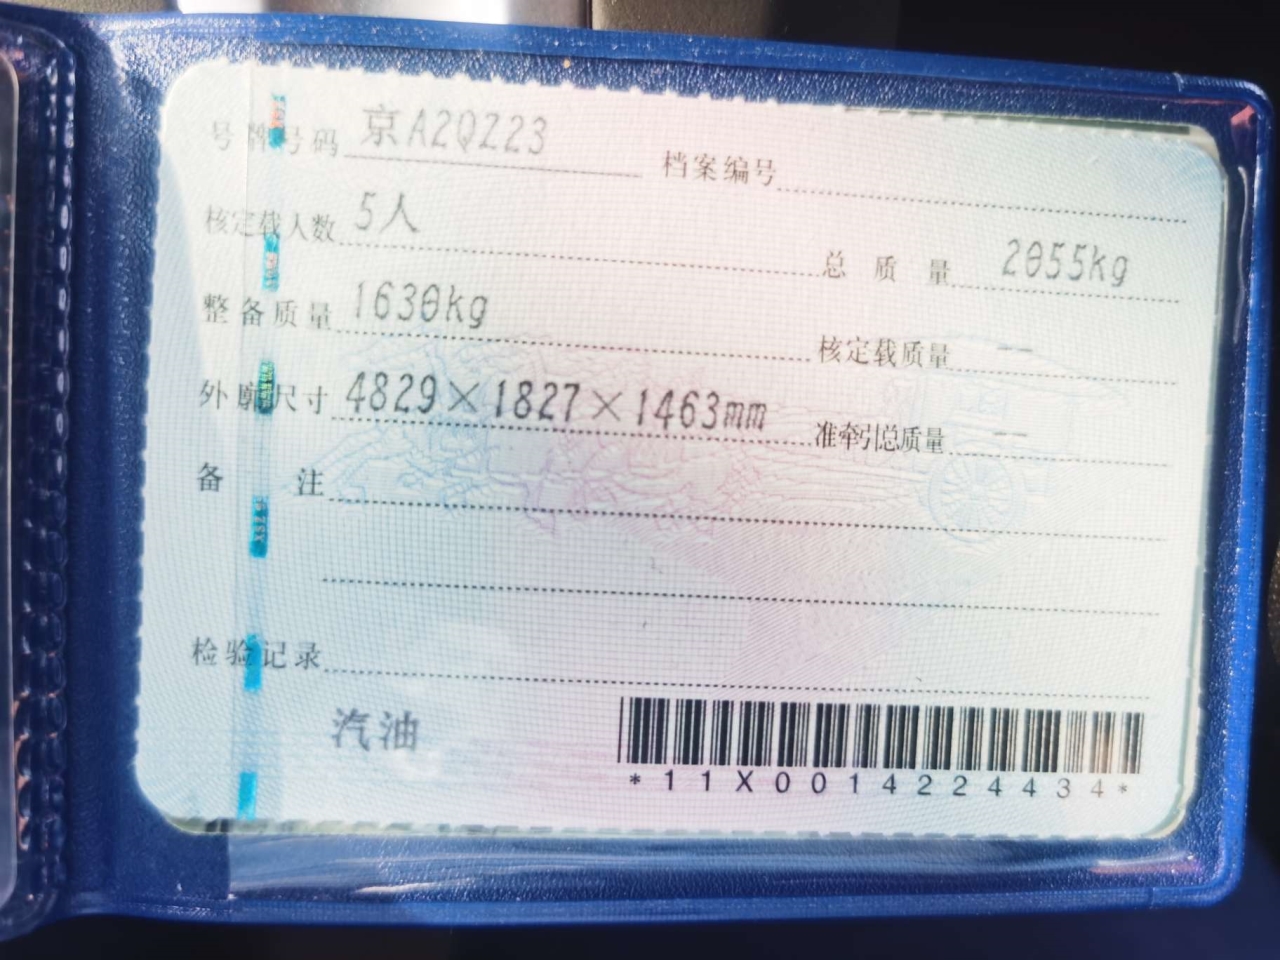 号牌号码 京A2QZ23 档案编号
核定载人数 5人 总质量 2055kg
整备质量 1630kg 核定载质量 --
外廓尺寸 4829×1827×1463mm 准牵引总质量 --
备注
检验记录
汽油
*11X0014224434*